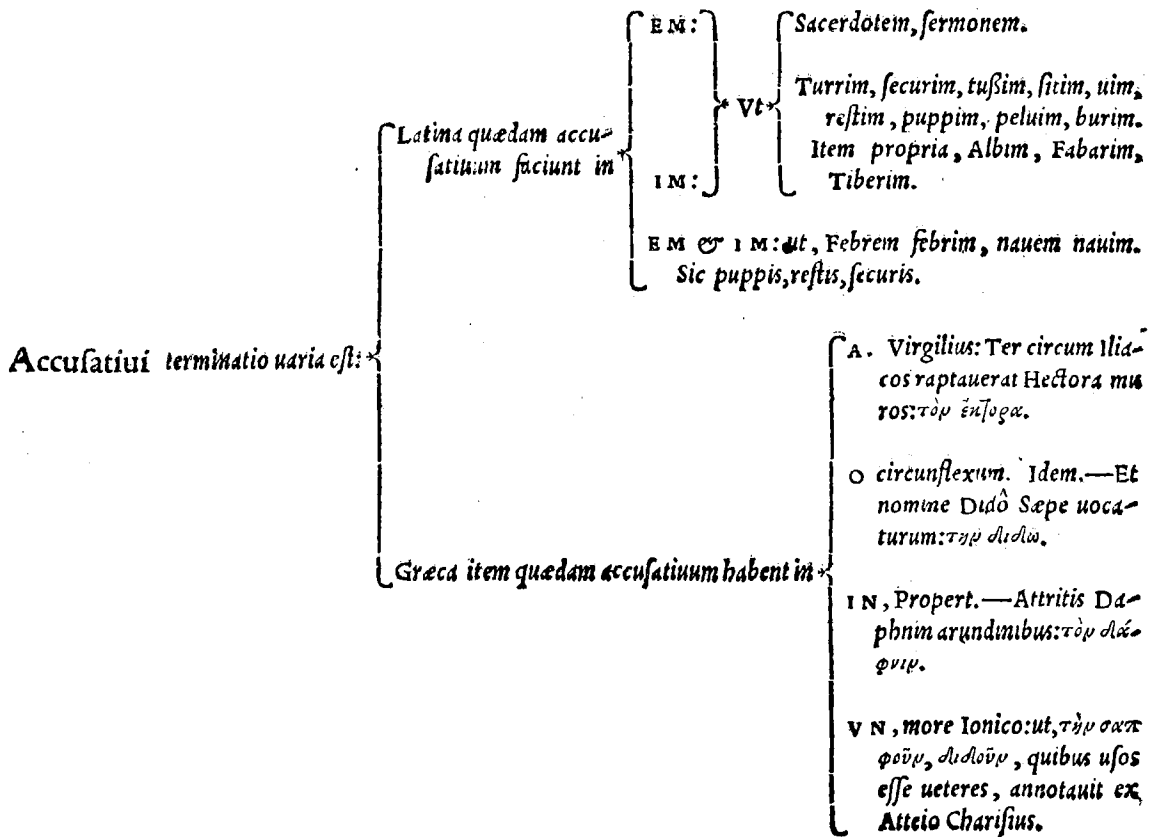 Accuſatiui terminatio uaria eſt:
Latina quædam accu-
ſatiuum faciunt in
EM:
IM:
Vt
Sacerdotem, ſermonem.
Turrim, ſecurim, tußim, ſitim, uim,
reſtim, puppim, peluim, burim.
Item propria, Albim, Fabarim,
Tiberim.
EM & IM: ut, Febrem febrim, nauem nauim.
Sic puppis, reſtis, ſecuris.
Græca item quædam accuſatiuum habent in
A. Virgilius: Ter circum Ilia-
cos raptauerat Hectora mu
ros: τὸν ἕκτορα.
O circunflexum. Idem.—Et
nomine Didô Sæpe uoca-
turum: τὴν διδώ.
IN, Propert.—Attritis Da-
phnin arundinibus: τὸν δά-
φνιν.
VN, more Ionico: ut, τὴν σαπ
φοῦν, διδοῦν, quibus uſos
eſſe ueteres, annotauit ex
Atteio Chariſius.